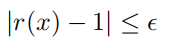 |r(x) − 1| ≤ ϵ